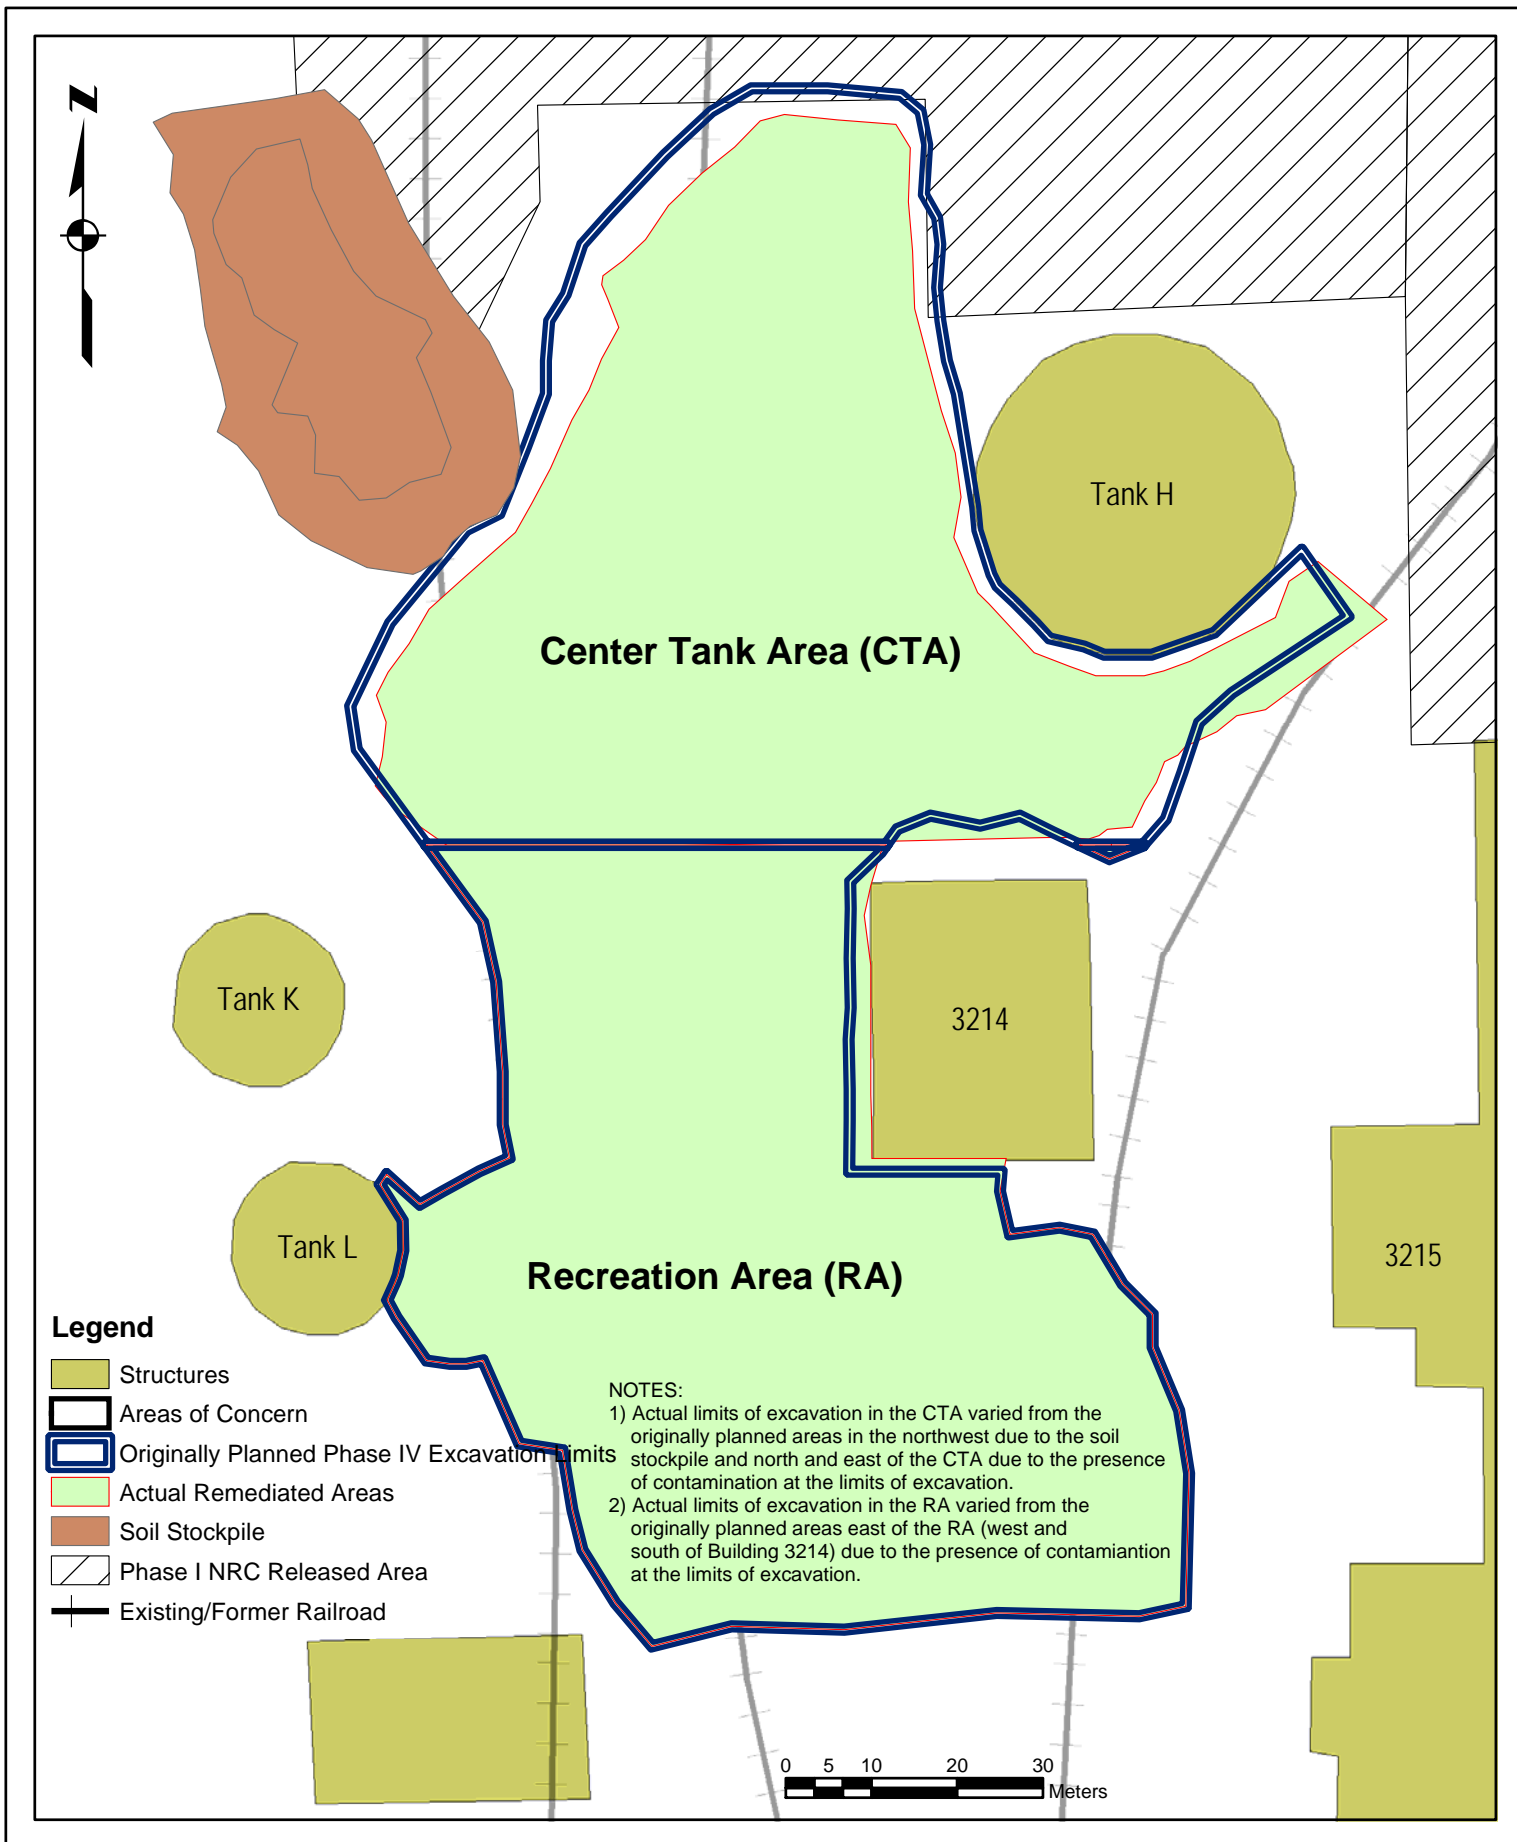 N
Tank H
Center Tank Area (CTA)
Tank K
3214
Tank L
3215
Recreation Area (RA)
Legend
Structures
Areas of Concern
Originally Planned Phase IV Excavation Limits
Actual Remediated Areas
Soil Stockpile
Phase I NRC Released Area
Existing/Former Railroad
NOTES:
1) Actual limits of excavation in the CTA varied from the
originally planned areas in the northwest due to the soil
stockpile and north and east of the CTA due to the presence
of contamination at the limits of excavation.
2) Actual limits of excavation in the RA varied from the
originally planned areas east of the RA (west and
south of Building 3214) due to the presence of contamiantion
at the limits of excavation.
0 5 10 20 30
Meters